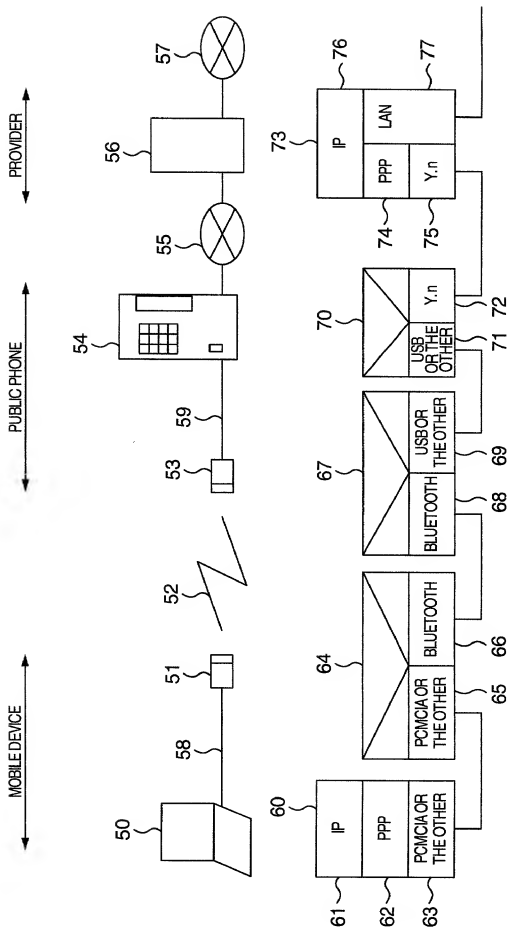 MOBILE DEVICE
PUBLIC PHONE
PROVIDER
50
58
51
52
53
59
54
55
56
57
60
61
IP
62
PPP
63
PCMCIA OR
THE OTHER
64
PCMCIA OR
THE OTHER
65
BLUETOOTH
66
67
BLUETOOTH
68
USB OR
THE OTHER
69
70
USB
OR THE
OTHER
71
Y.n
72
73
IP
76
PPP
74
LAN
77
Y.n
75